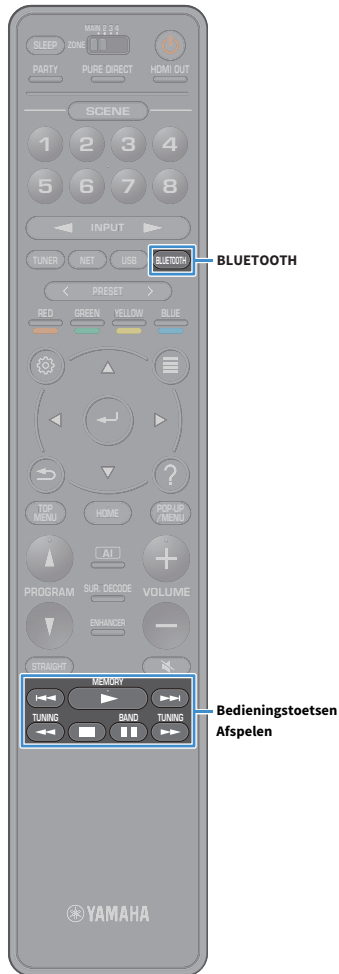 MAIN 2 3 4
SLEEP ZONE
PARTY PURE DIRECT HDMI OUT
SCENE
1 2 3 4
5 6 7 8
INPUT
TUNER NET USB BLUETOOTH
BLUETOOTH
PRESET
RED GREEN YELLOW BLUE
?
TOP MENU HOME POP-UP /MENU
AI
PROGRAM SUR. DECODE VOLUME
ENHANCER
STRAIGHT
MEMORY
TUNING BAND TUNING
Bedieningstoetsen
Afspelen
YAMAHA